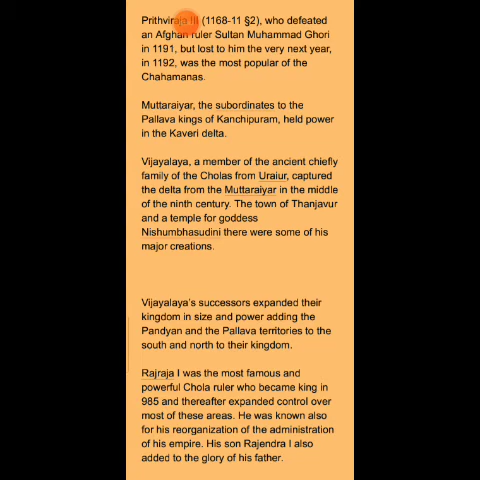 Prithviraja III (1168-11 §2), who defeated
an Afghan ruler Sultan Muhammad Ghori
in 1191, but lost to him the very next year,
in 1192, was the most popular of the
Chahamanas.
Muttaraiyar, the subordinates to the
Pallava kings of Kanchipuram, held power
in the Kaveri delta.
Vijayalaya, a member of the ancient chiefly
family of the Cholas from Uraiur, captured
the delta from the Muttaraiyar in the middle
of the ninth century. The town of Thanjavur
and a temple for goddess
Nishumbhasudini there were some of his
major creations.
Vijayalaya's successors expanded their
kingdom in size and power adding the
Pandyan and the Pallava territories to the
south and north to their kingdom.
Rajraja I was the most famous and
powerful Chola ruler who became king in
985 and thereafter expanded control over
most of these areas. He was known also
for his reorganization of the administration
of his empire. His son Rajendra I also
added to the glory of his father.